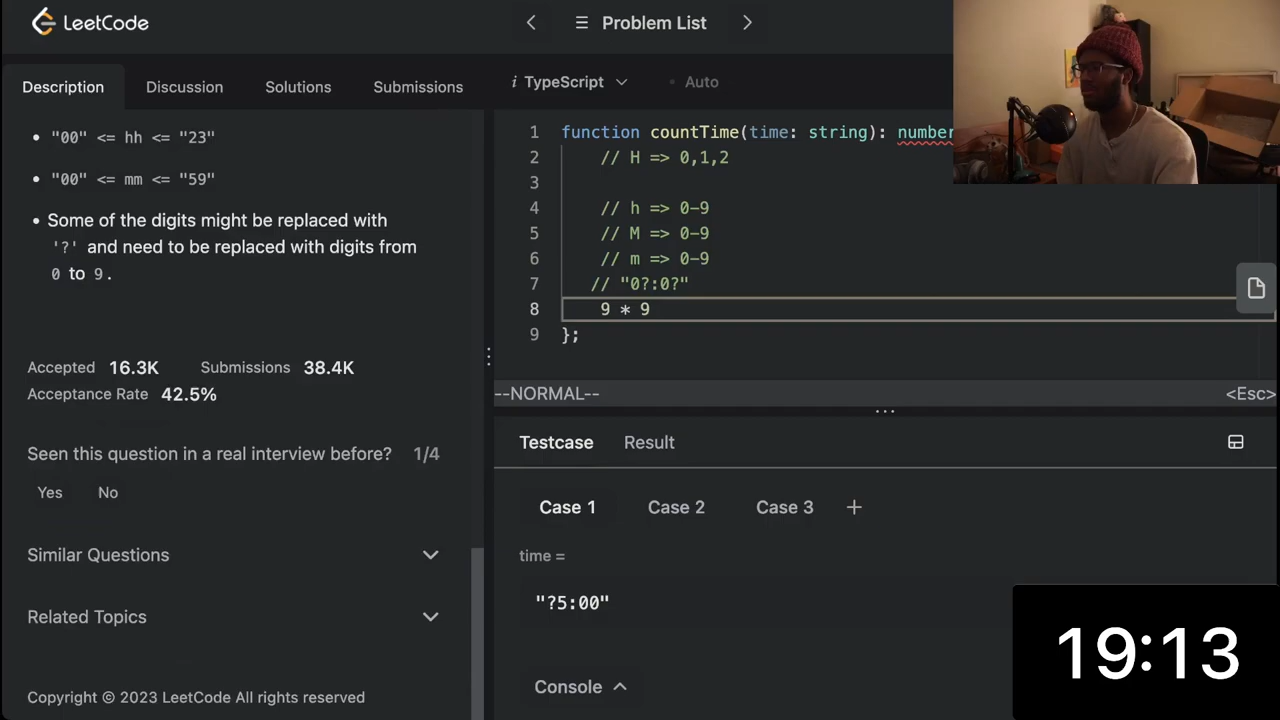 LeetCode
Problem List
Description
Discussion
Solutions
Submissions
i TypeScript
• Auto
• "00" <= hh <= "23"
• "00" <= mm <= "59"
• Some of the digits might be replaced with
'?' and need to be replaced with digits from
0 to 9.
Accepted 16.3K Submissions 38.4K
Acceptance Rate 42.5%
Seen this question in a real interview before? 1/4
Yes No
Similar Questions
Related Topics
Copyright © 2023 LeetCode All rights reserved
1 function countTime(time: string): number
2 // H => 0,1,2
3
4 // h => 0-9
5 // M => 0-9
6 // m => 0-9
7 // "0?:0?"
8 9 * 9
9 };
--NORMAL-- <Esc>
Testcase Result
Case 1 Case 2 Case 3 +
time =
"?5:00"
Console
19:13